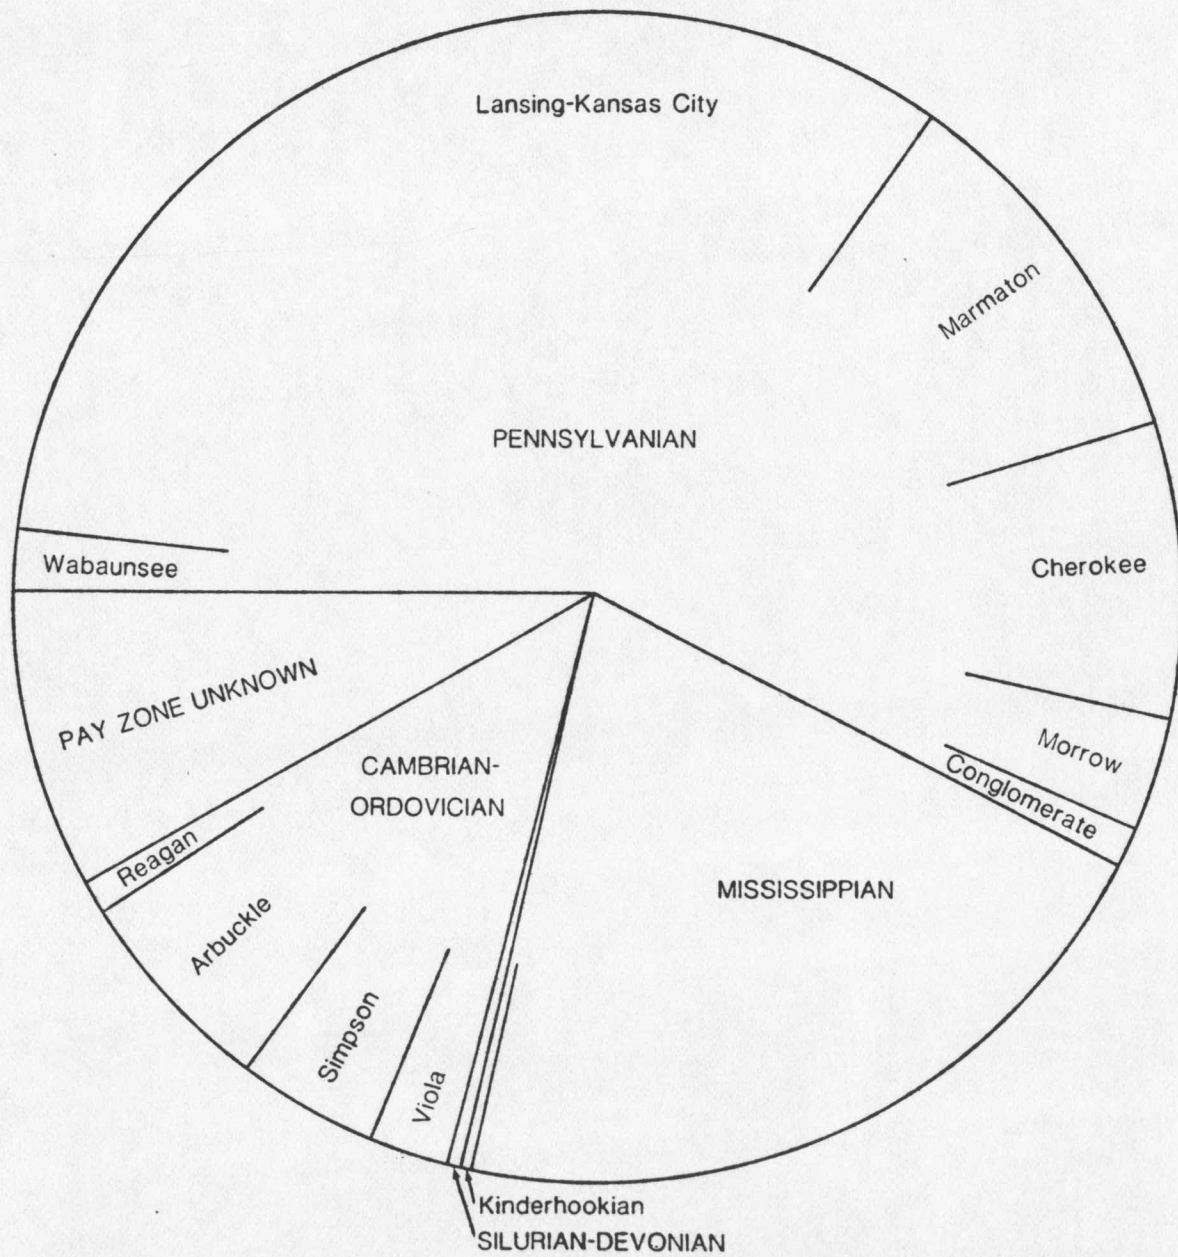 Lansing-Kansas City
Marmaton
PENNSYLVANIAN
Wabaunsee
Cherokee
PAY ZONE UNKNOWN
Morrow
Conglomerate
CAMBRIAN-
ORDOVICIAN
Reagan
MISSISSIPPIAN
Arbuckle
Simpson
Viola
Kinderhookian
SILURIAN-DEVONIAN